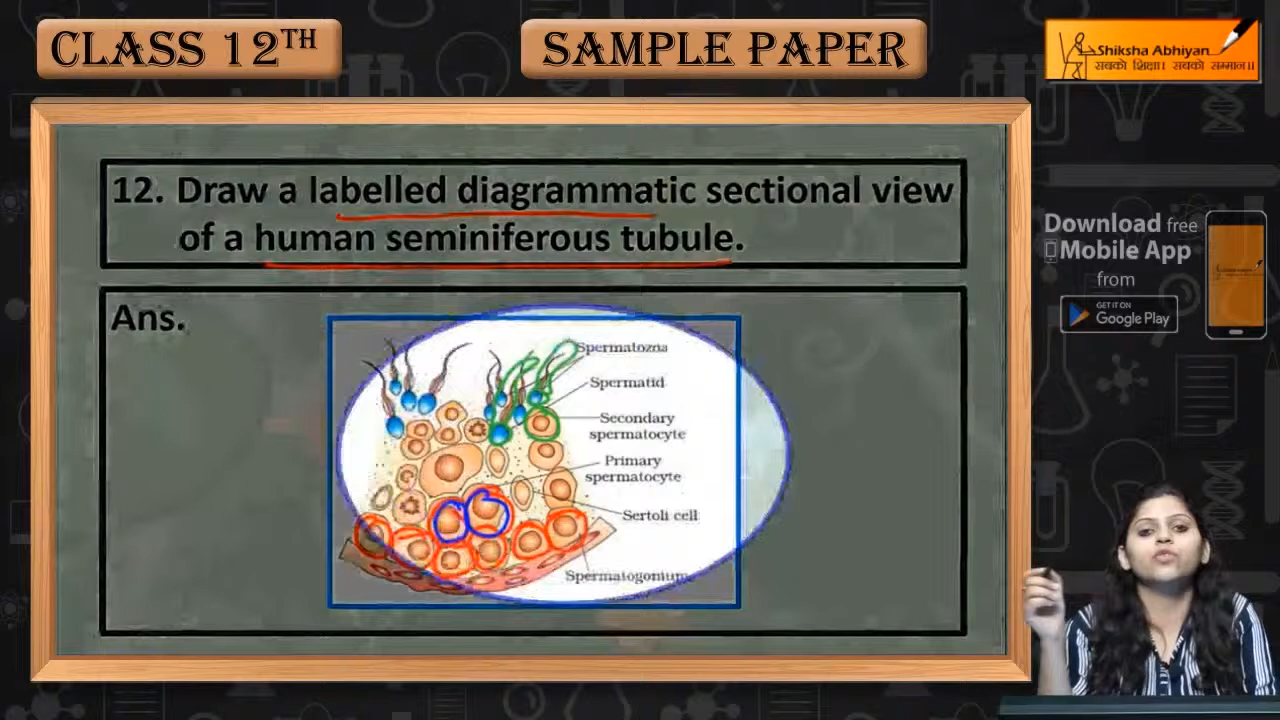 CLASS 12TH
SAMPLE PAPER
Shiksha Abhiyan
सबको शिक्षा। सबको सम्मान॥
12. Draw a labelled diagrammatic sectional view
of a human seminiferous tubule.
Ans.
Spermatozoa
Spermatid
Secondary
spermatocyte
Primary
spermatocyte
Sertoli cell
Spermatogonium
Download free
Mobile App
from
GET IT ON
Google Play